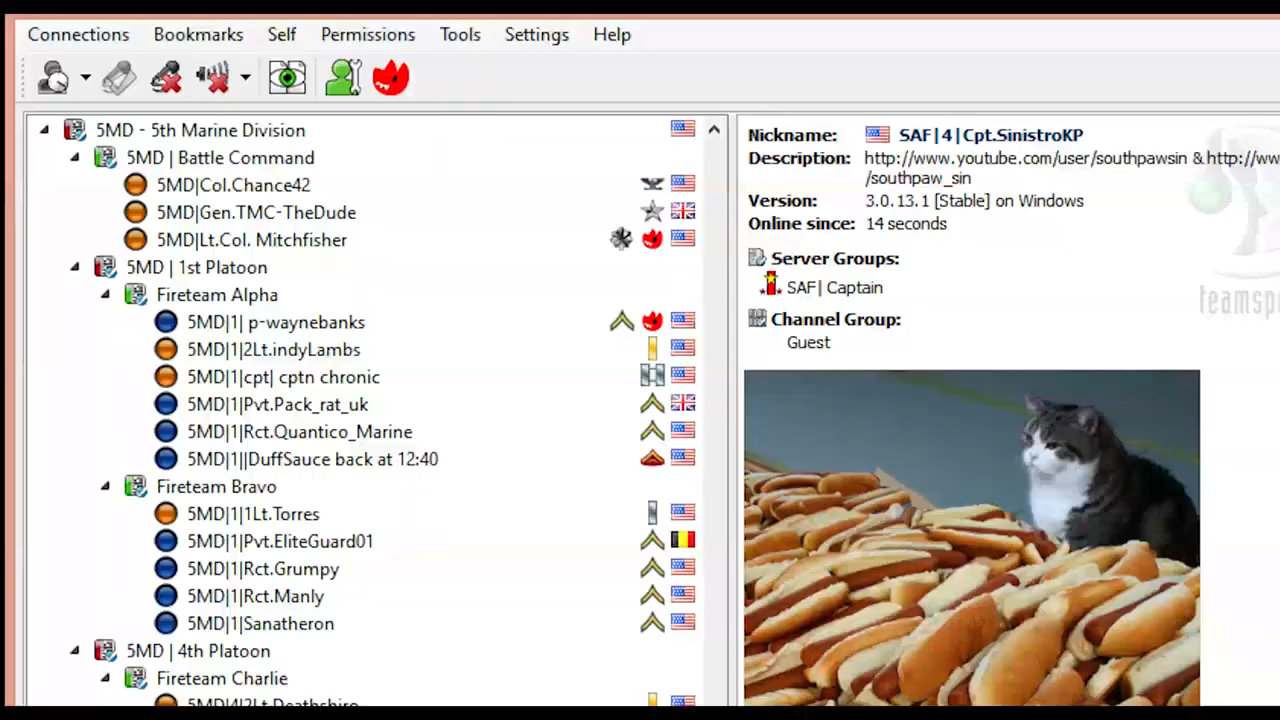 Connections Bookmarks Self Permissions Tools Settings Help
5MD - 5th Marine Division
5MD | Battle Command
5MD|Col.Chance42
5MD|Gen.TMC-TheDude
5MD|Lt.Col. Mitchfisher
5MD | 1st Platoon
Fireteam Alpha
5MD|1| p-waynebanks
5MD|1|2Lt.indyLambs
5MD|1|cpt| cptn chronic
5MD|1|Pvt.Pack_rat_uk
5MD|1|Rct.Quantico_Marine
5MD|1||DuffSauce back at 12:40
Fireteam Bravo
5MD|1|1Lt.Torres
5MD|1|Pvt.EliteGuard01
5MD|1|Rct.Grumpy
5MD|1|Rct.Manly
5MD|1|Sanatheron
5MD | 4th Platoon
Fireteam Charlie
Nickname: SAF|4|Cpt.SinistroKP
Description: http://www.youtube.com/user/southpawsin & http://ww
/southpaw_sin
Version: 3.0.13.1 [Stable] on Windows
Online since: 14 seconds
Server Groups:
SAF| Captain
Channel Group:
Guest
teamsp